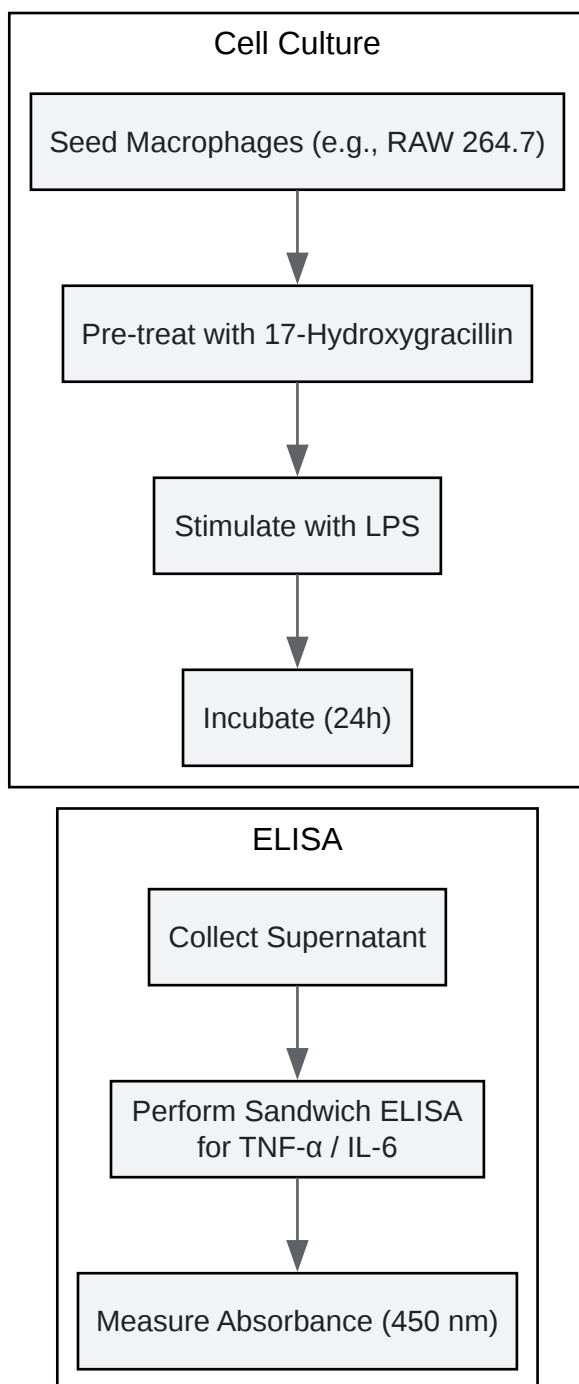 Cell Culture
Seed Macrophages (e.g., RAW 264.7)
Pre-treat with 17-Hydroxygracillin
Stimulate with LPS
Incubate (24h)
ELISA
Collect Supernatant
Perform Sandwich ELISA
for TNF-α / IL-6
Measure Absorbance (450 nm)